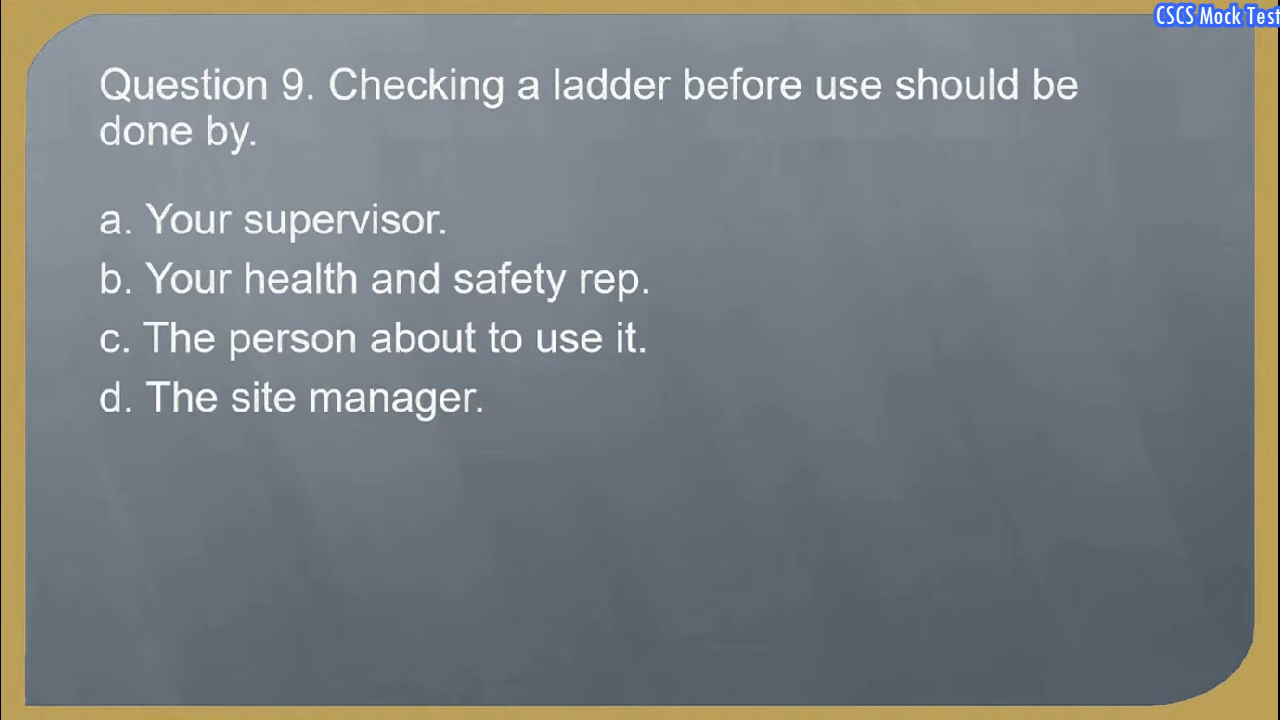 CSCS Mock Test
Question 9. Checking a ladder before use should be
done by.
a. Your supervisor.
b. Your health and safety rep.
c. The person about to use it.
d. The site manager.